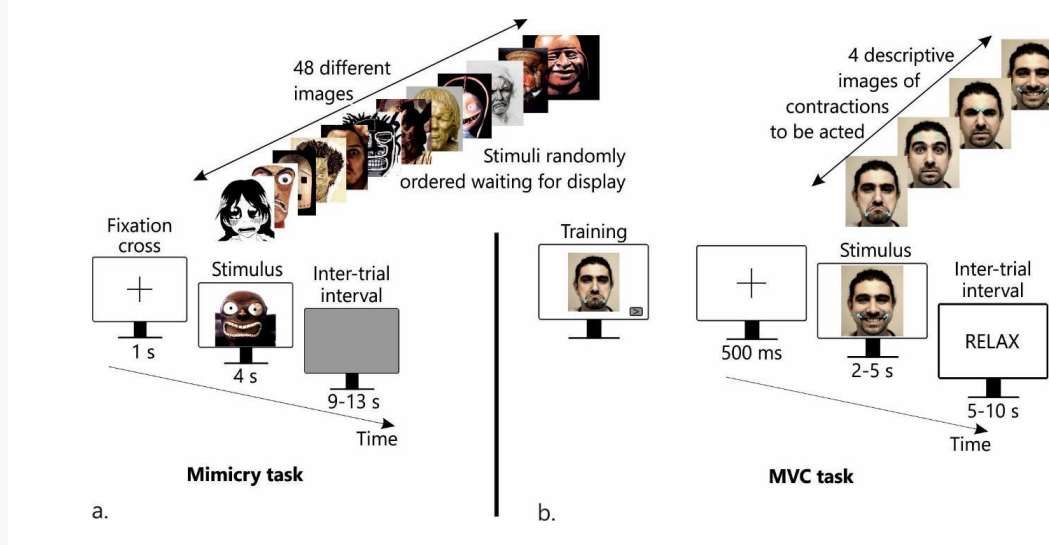 48 different
images
Stimuli randomly
ordered waiting for display
Fixation
cross
Stimulus
Inter-trial
interval
1 s
4 s
9-13 s
Time
Mimicry task
a.
4 descriptive
images of
contractions
to be acted
Training
>
Stimulus
Inter-trial
interval
RELAX
500 ms
2-5 s
5-10 s
Time
MVC task
b.